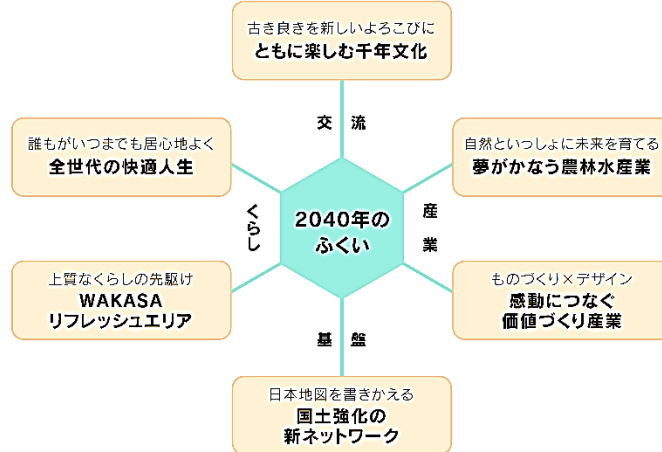 古き良きを新しいよろこびに
ともに楽しむ千年文化
交 流
誰もがいつまでも居心地よく
全世代の快適人生
自然といっしょに未来を育てる
夢がかなう農林水産業
くらし
2040年の
ふくい
産業
上質なくらしの先駆け
WAKASA
リフレッシュエリア
ものづくり×デザイン
感動につなぐ
価値づくり産業
基 盤
日本地図を書きかえる
国土強化の
新ネットワーク